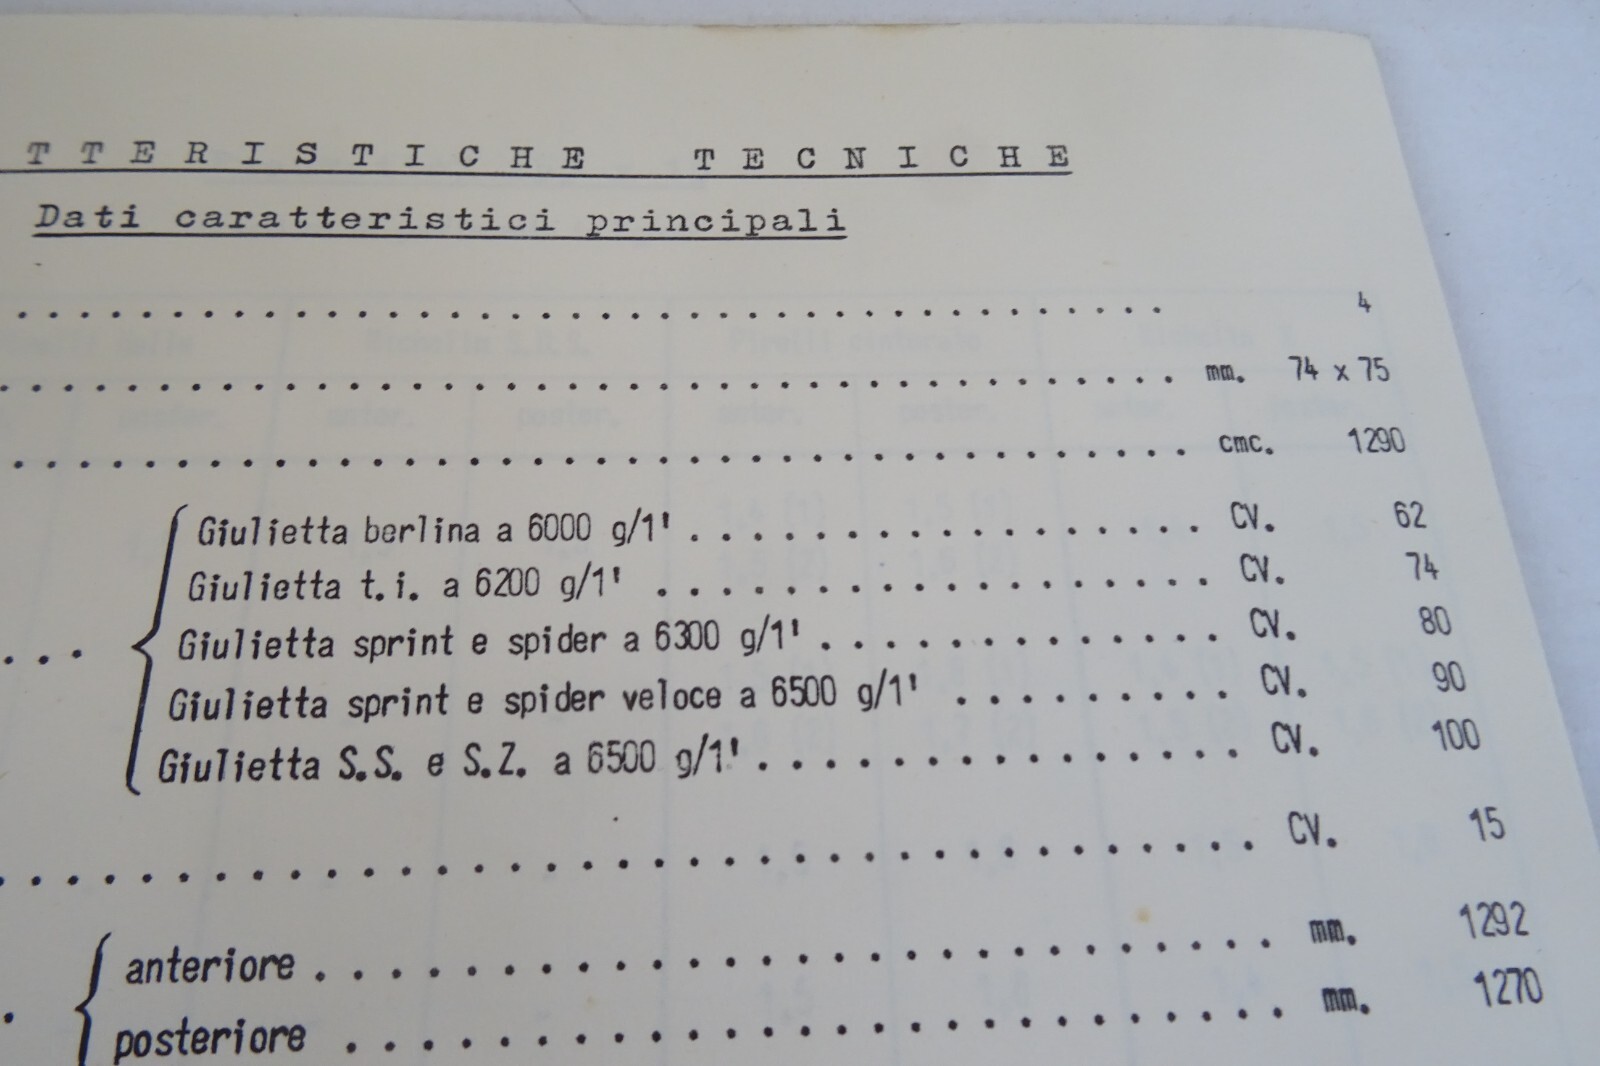 TTERISTICHE TECNICHE
Dati caratteristici principali
4
mm. 74 x 75
cmc. 1290
Giulietta berlina a 6000 g/1' CV. 62
Giulietta t.i. a 6200 g/1' CV. 74
Giulietta sprint e spider a 6300 g/1' CV. 80
Giulietta sprint e spider veloce a 6500 g/1' CV. 90
Giulietta S.S. e S.Z. a 6500 g/1' CV. 100
CV. 15
anteriore mm. 1292
posteriore mm. 1270